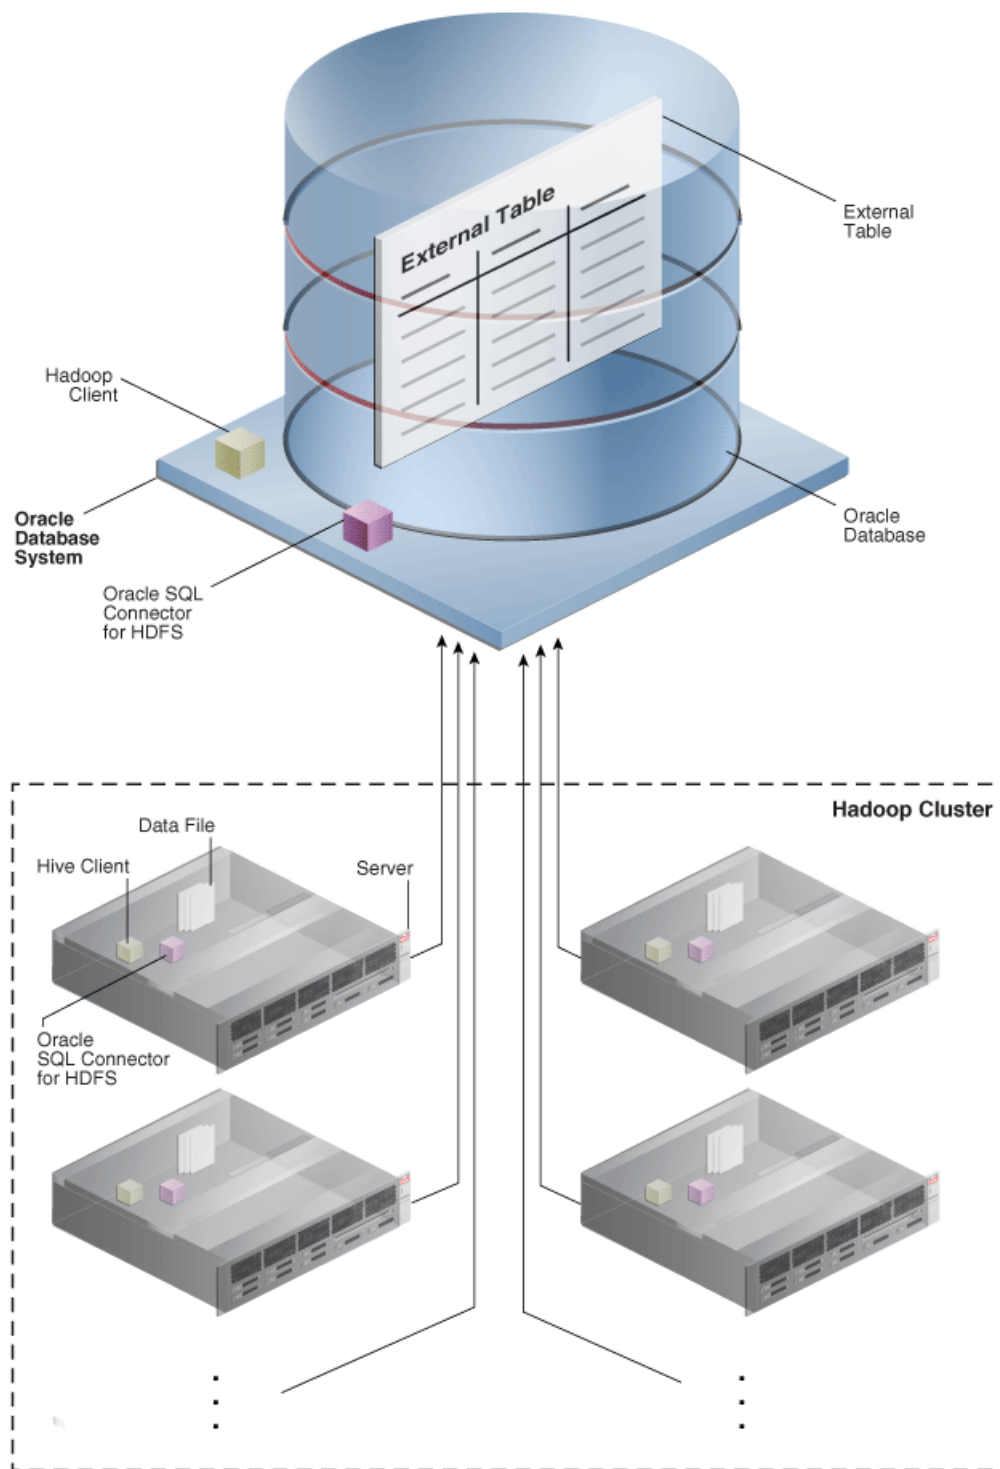 External Table
External
Table
Hadoop
Client
Oracle
Database
System
Oracle
Database
Oracle SQL
Connector
for HDFS
Hadoop Cluster
Data File
Hive Client
Server
Oracle
SQL Connector
for HDFS